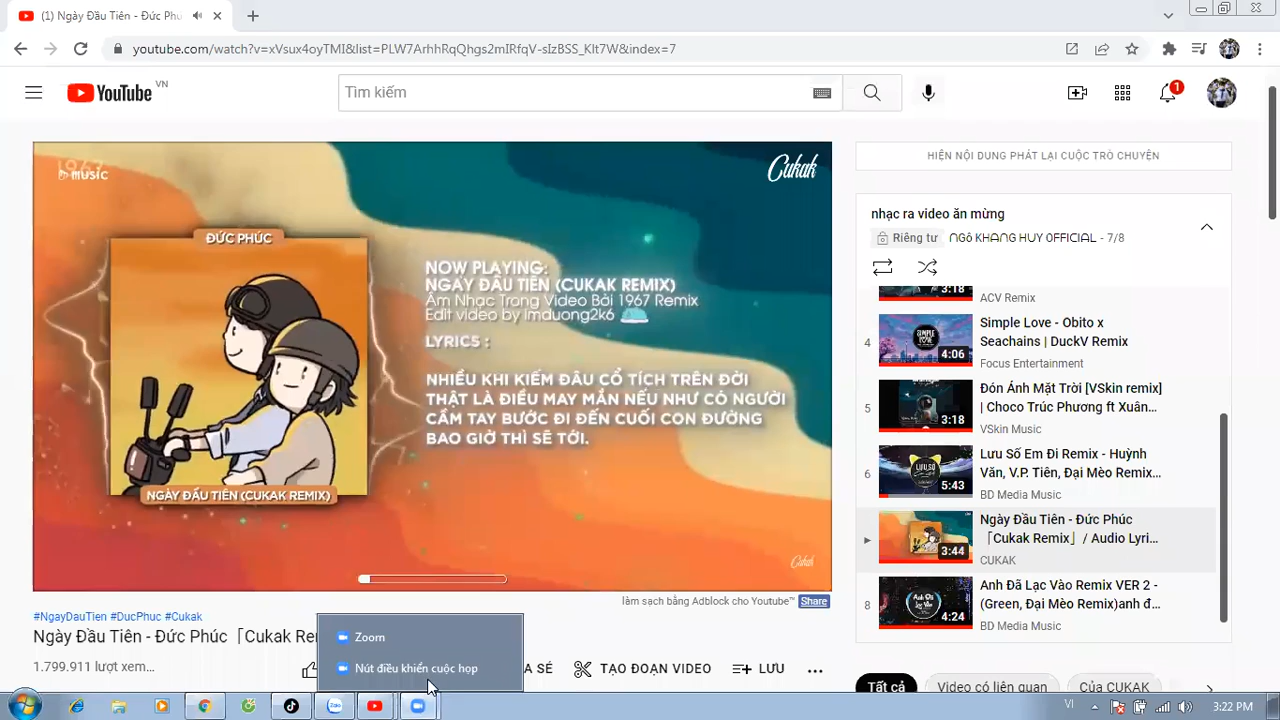 (1) Ngày Đầu Tiên - Đức Phú
youtube.com/watch?v=xVsux4oyTMI&list=PLW7ArhhRqQhgs2mIRfqV-sIzBSS_Klt7W&index=7
YouTube VN
Tìm kiếm
1
1967
music
Cukak
ĐỨC PHÚC
NOW PLAYING:
NGÀY ĐẦU TIÊN (CUKAK REMIX)
Âm Nhạc Trong Video Bởi 1967 Remix
Edit video by lmduong2k6
LYRICS :
NHIỀU KHI KIẾM ĐÂU CỔ TÍCH TRÊN ĐỜI
THẬT LÀ ĐIỀU MAY MẮN NẾU NHƯ CÓ NGƯỜI
CẦM TAY BƯỚC ĐI ĐẾN CUỐI CON ĐƯỜNG
BAO GIỜ THÌ SẼ TỚI.
NGÀY ĐẦU TIÊN (CUKAK REMIX)
Cukak
làm sạch bằng Adblock cho Youtube™ Share
#NgayDauTien #DucPhuc #Cukak
Ngày Đầu Tiên - Đức Phúc「Cukak Re
1.799.911 lượt xem...
A SẺ
TẠO ĐOẠN VIDEO
LƯU
Zoom
Nút điều khiển cuộc họp
HIỆN NỘI DUNG PHÁT LẠI CUỘC TRÒ CHUYỆN
nhạc ra video ăn mừng
Riêng tư
NGÔ KHANG HUY OFFICIAL - 7/8
3:18
ACV Remix
4
SIMPLE LOVE
4:06
Simple Love - Obito x
Seachains | DuckV Remix
Focus Entertainment
5
3:18
Đón Ánh Mặt Trời [VSkin remix]
| Choco Trúc Phương ft Xuân...
VSkin Music
6
5:43
Lưu Số Em Đi Remix - Huỳnh
Văn, V.P. Tiên, Đại Mèo Remix...
BD Media Music
3:44
Ngày Đầu Tiên - Đức Phúc
「Cukak Remix」/ Audio Lyri...
CUKAK
8
4:24
Anh Đã Lạc Vào Remix VER 2 -
(Green, Đại Mèo Remix)anh đ...
BD Media Music
Tất cả
Video có liên quan
Của CUKAK
Zalo
VI
3:22 PM